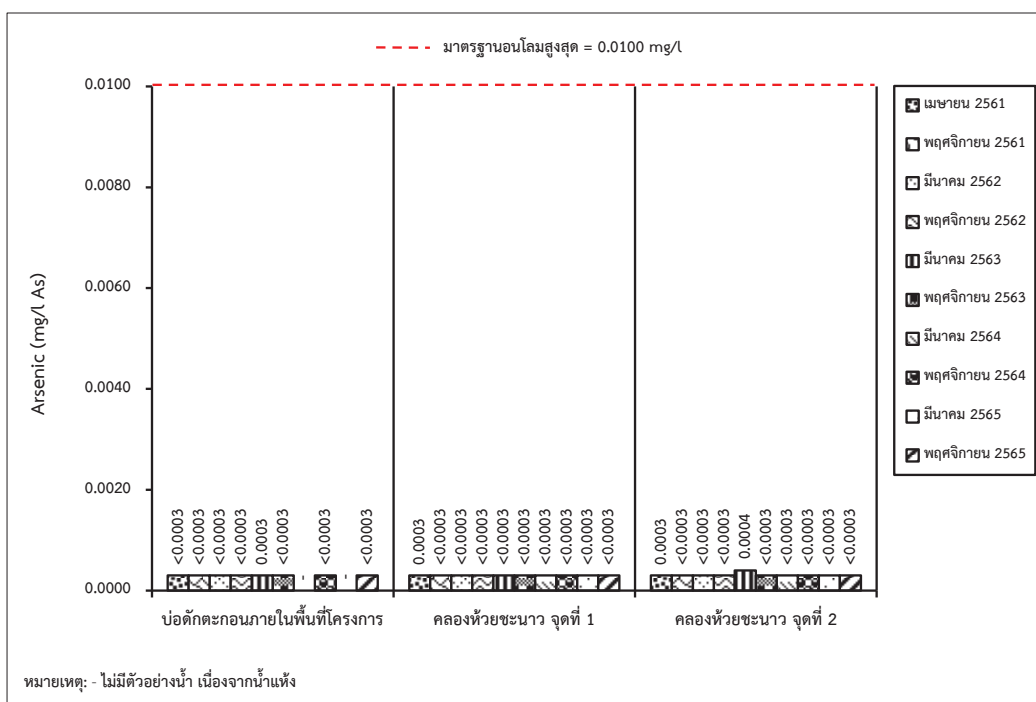 มาตรฐานอนุโลมสูงสุด = 0.0100 mg/l
Arsenic (mg/l As)
0.0100
0.0080
0.0060
0.0040
0.0020
0.0000
<0.0003 <0.0003 <0.0003 <0.0003 0.0003 <0.0003 - <0.0003 - <0.0003
0.0003 <0.0003 <0.0003 <0.0003 <0.0003 <0.0003 <0.0003 <0.0003 <0.0003 <0.0003
0.0003 <0.0003 <0.0003 <0.0003 0.0004 <0.0003 <0.0003 <0.0003 <0.0003 <0.0003
บ่อดักตะกอนภายในพื้นที่โครงการ
คลองห้วยชะนาว จุดที่ 1
คลองห้วยชะนาว จุดที่ 2
เมษายน 2561
พฤศจิกายน 2561
มีนาคม 2562
พฤศจิกายน 2562
มีนาคม 2563
พฤศจิกายน 2563
มีนาคม 2564
พฤศจิกายน 2564
มีนาคม 2565
พฤศจิกายน 2565
หมายเหตุ: - ไม่มีตัวอย่างน้ำ เนื่องจากน้ำแห้ง